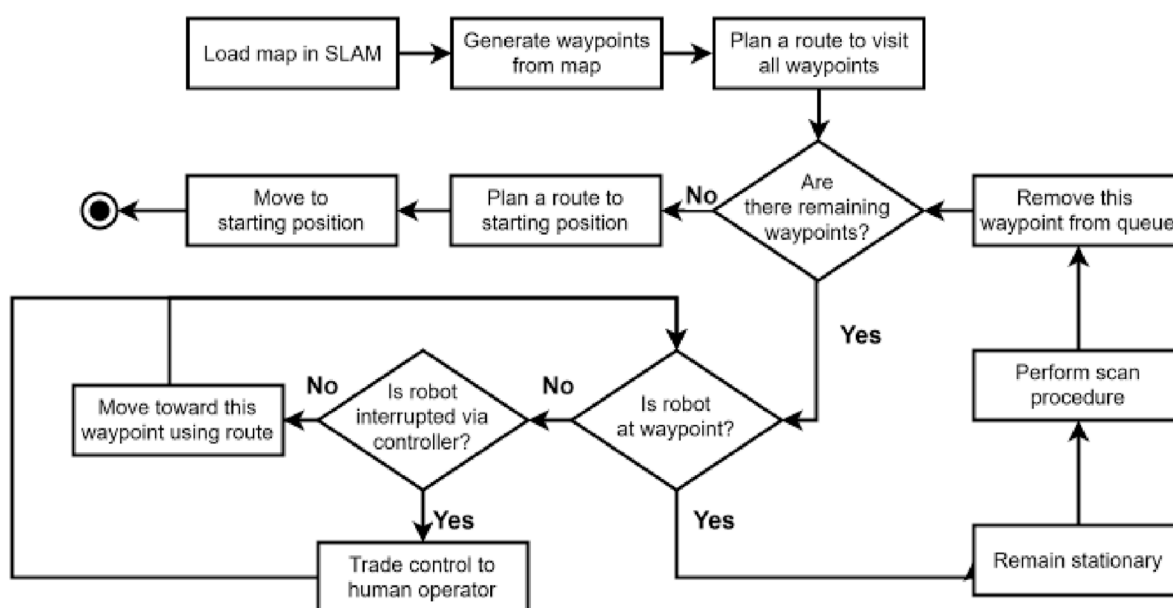 Load map in SLAM
Generate waypoints
from map
Plan a route to visit
all waypoints
Move to
starting position
Plan a route to
starting position
No
Are
there remaining
waypoints?
Remove this
waypoint from queue
Yes
Move toward this
waypoint using route
No
Is robot
interrupted via
controller?
No
Is robot
at waypoint?
Perform scan
procedure
Yes
Yes
Trade control to
human operator
Remain stationary